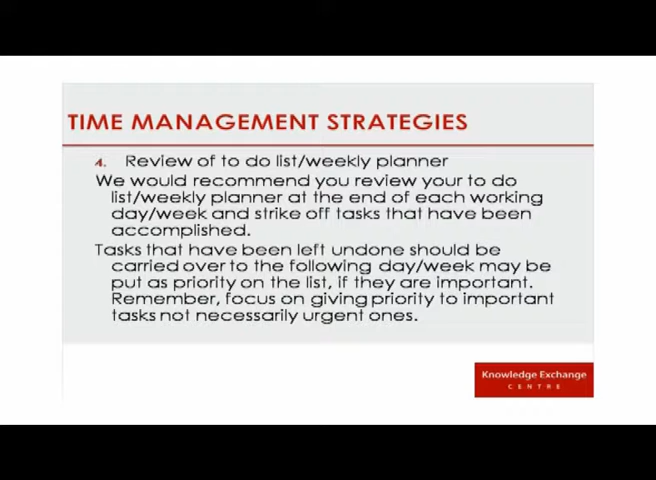 TIME MANAGEMENT STRATEGIES
4. Review of to do list/weekly planner
We would recommend you review your to do
list/weekly planner at the end of each working
day/week and strike off tasks that have been
accomplished.
Tasks that have been left undone should be
carried over to the following day/week may be
put as priority on the list, if they are important.
Remember, focus on giving priority to important
tasks not necessarily urgent ones.
Knowledge Exchange
CENTRE